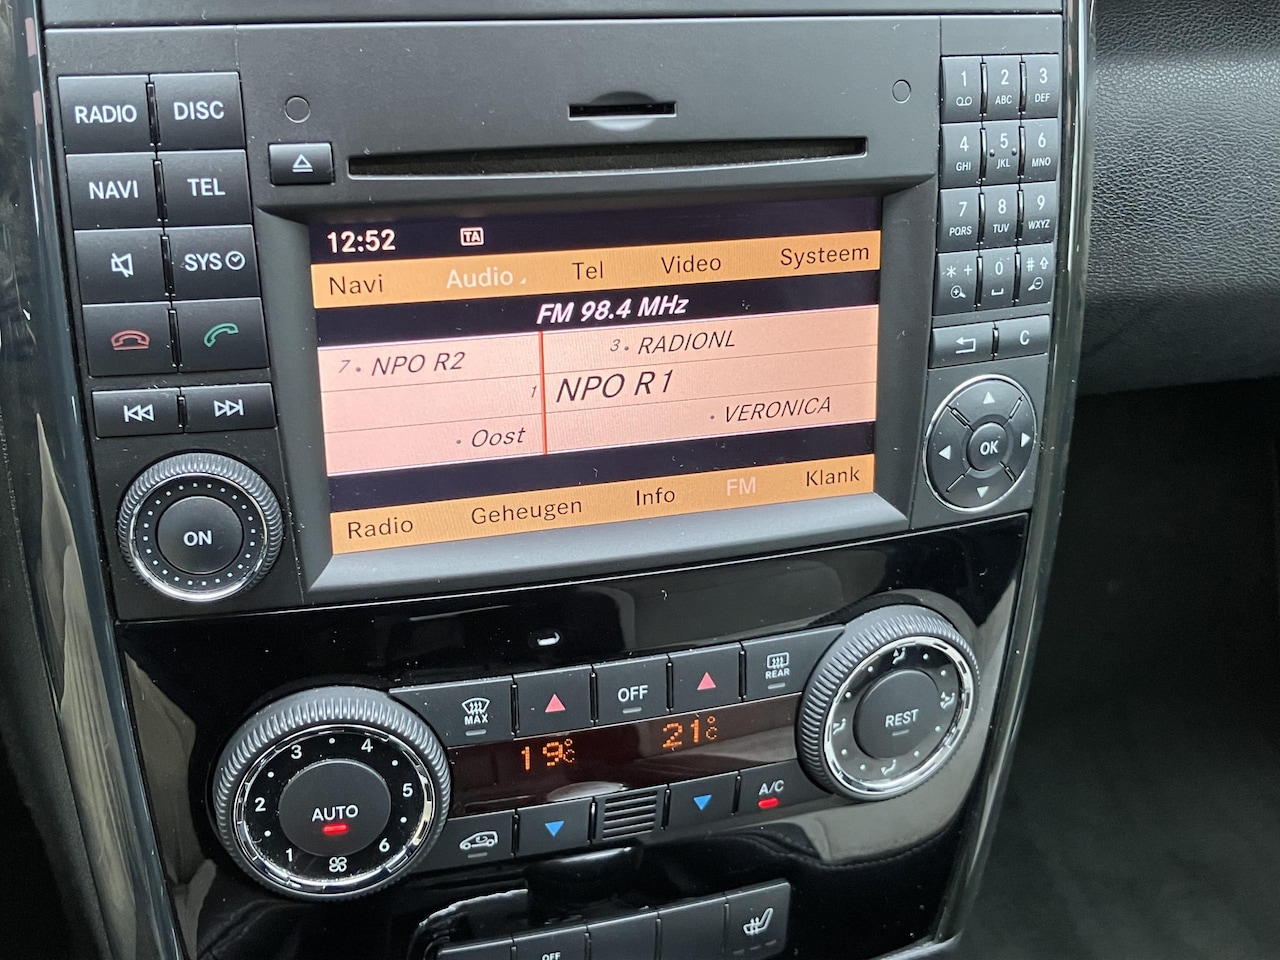 RADIO DISC
NAVI TEL
SYS
ON
1 2 ABC 3 DEF
4 GHI 5 JKL 6 MNO
7 PQRS 8 TUV 9 WXYZ
* + 0 #
C
OK
12:52 TA
Navi Audio Tel Video Systeem
FM 98.4 MHz
7 • NPO R2 3 • RADIONL
1 NPO R1
• Oost • VERONICA
Radio Geheugen Info FM Klank
MAX OFF REAR
19°C 21°C
REST
A/C
1 2 3 4 5 6
AUTO
OFF